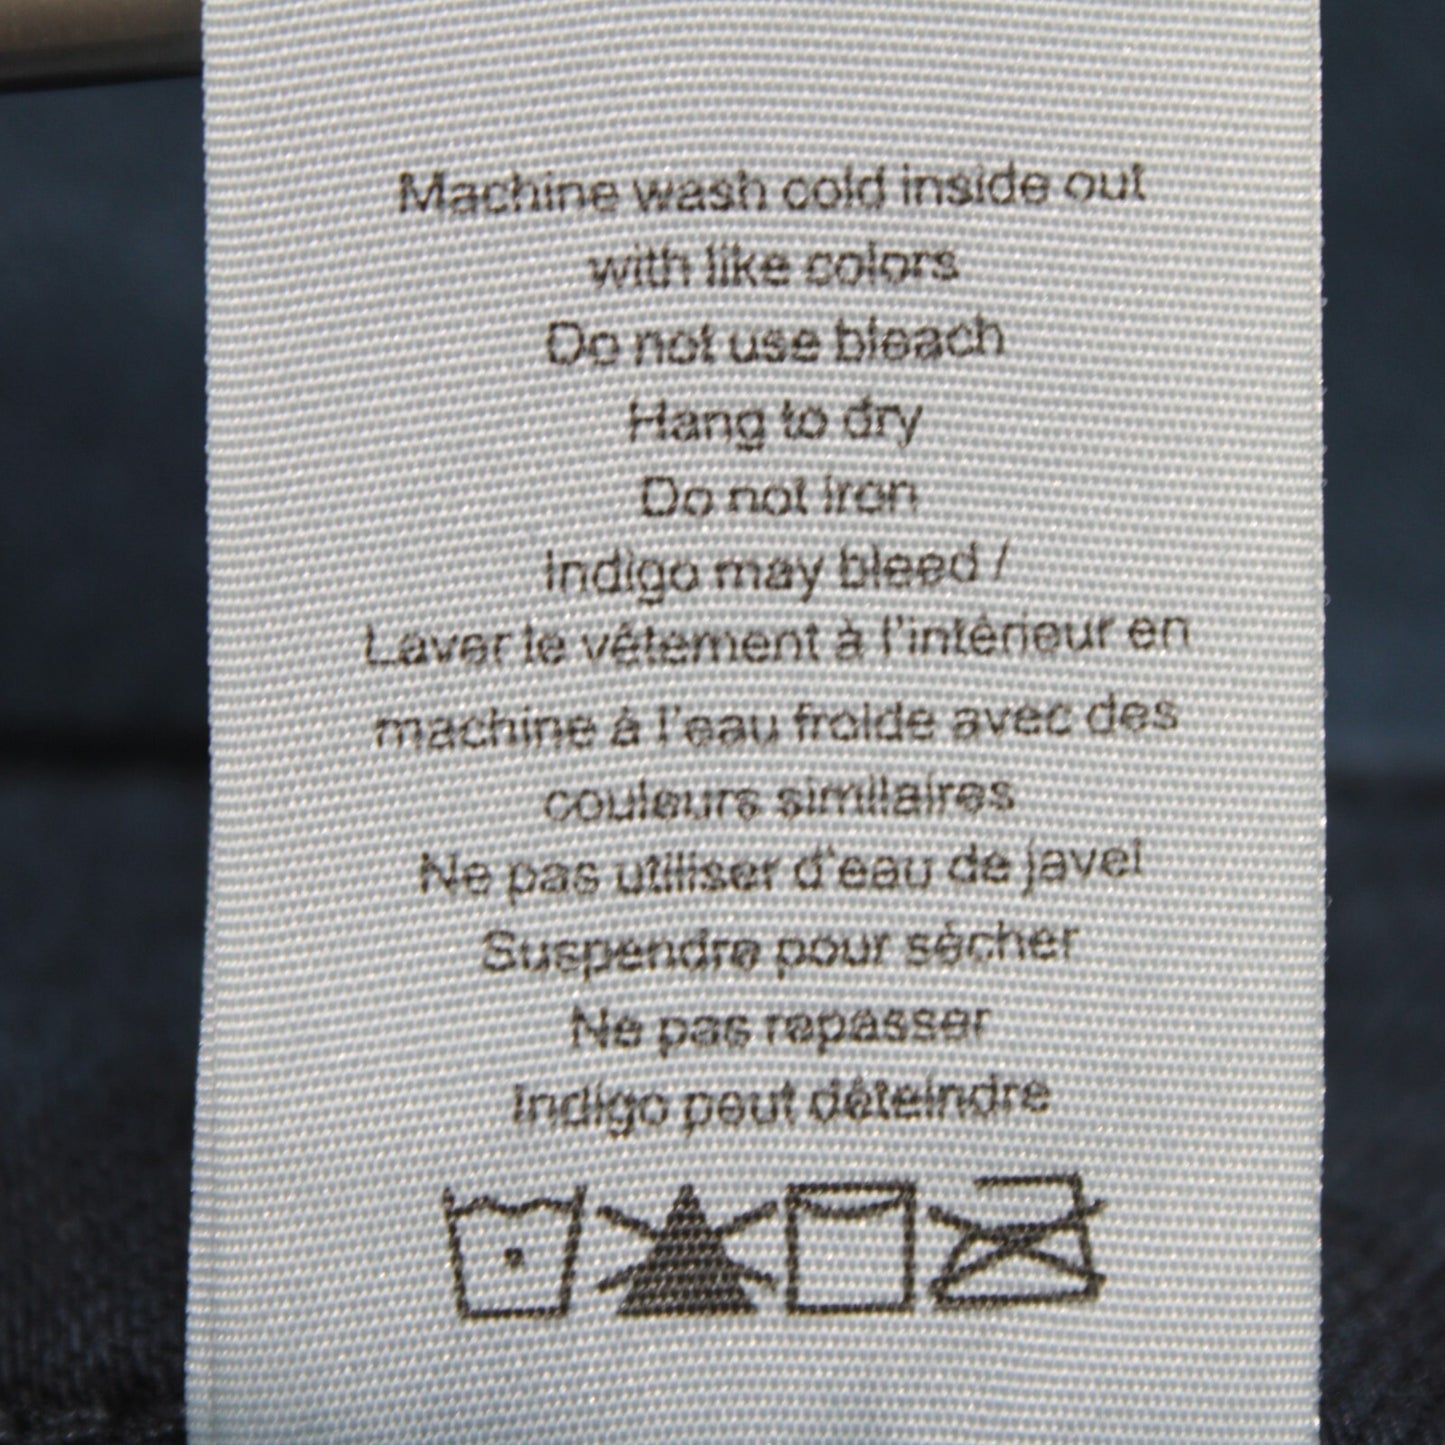 Machine wash cold inside out
with like colors
Do not use bleach
Hang to dry
Do not iron
Indigo may bleed /
Laver le vêtement à l'intérieur en
machine à l'eau froide avec des
couleurs similaires
Ne pas utiliser d'eau de javel
Suspendre pour sécher
Ne pas repasser
Indigo peut déteindre